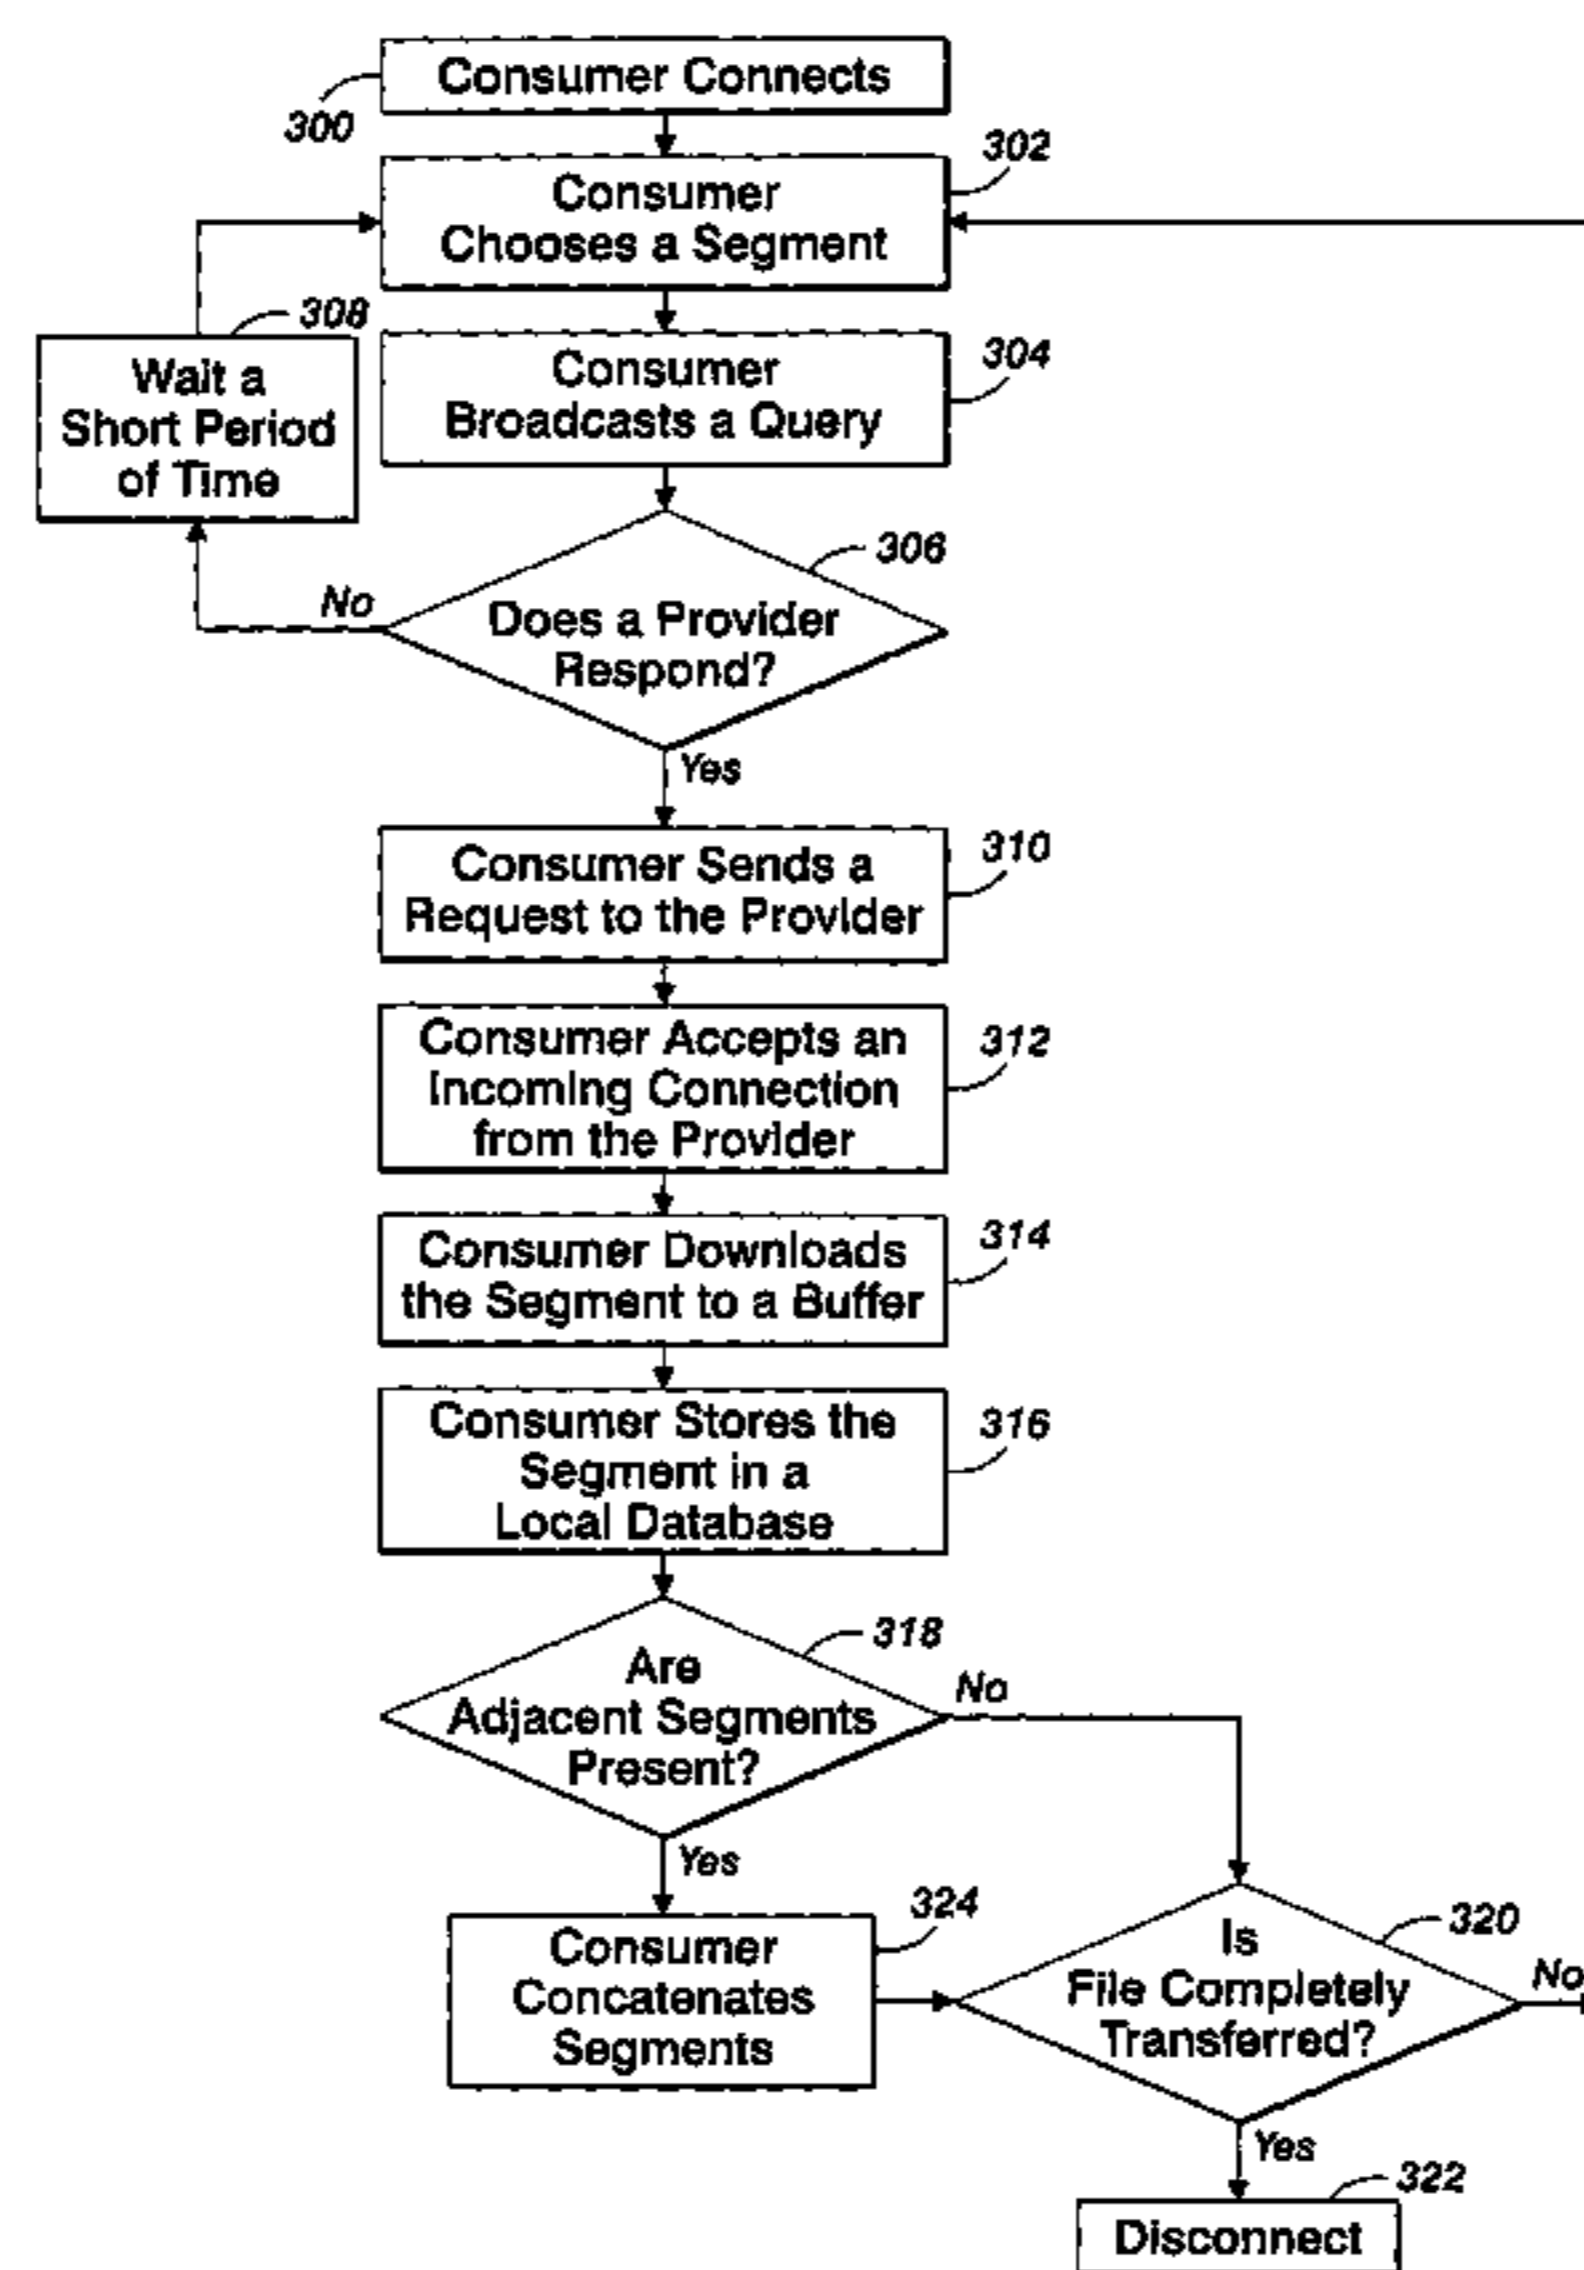 Consumer Connects
300
302
Consumer
Chooses a Segment
308
Wait a
Short Period
of Time
304
Consumer
Broadcasts a Query
306
No
Does a Provider
Respond?
Yes
310
Consumer Sends a
Request to the Provider
312
Consumer Accepts an
Incoming Connection
from the Provider
314
Consumer Downloads
the Segment to a Buffer
316
Consumer Stores the
Segment in a
Local Database
318
Are
Adjacent Segments
Present?
No
Yes
324
Consumer
Concatenates
Segments
320
Is
File Completely
Transferred?
No
Yes
322
Disconnect